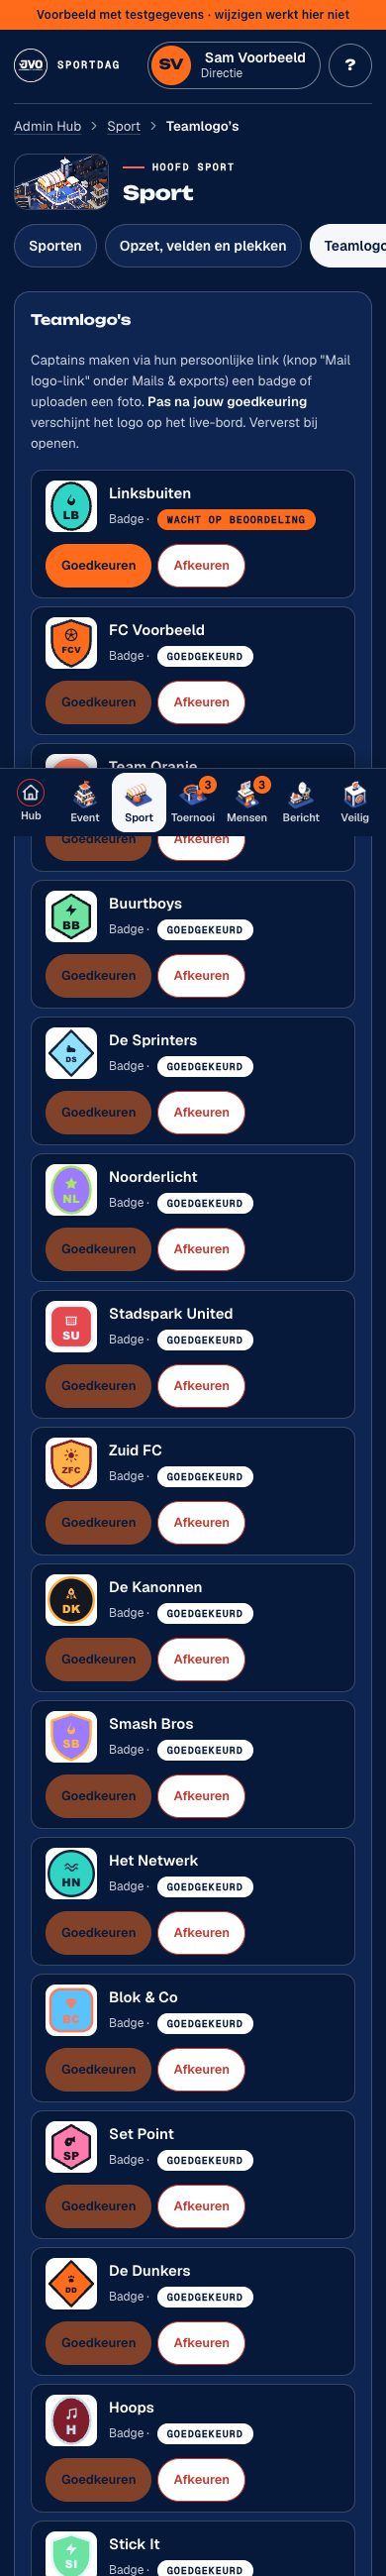 Voorbeeld met testgegevens · wijzigen werkt hier niet
JVO SPORTDAG
SV Sam Voorbeeld
Directie
?
Admin Hub > Sport > Teamlogo's
HOOFD SPORT
Sport
Sporten
Opzet, velden en plekken
Teamlogo
Teamlogo's
Captains maken via hun persoonlijke link (knop "Mail
logo-link" onder Mails & exports) een badge of
uploaden een foto. Pas na jouw goedkeuring
verschijnt het logo op het live-bord. Ververst bij
openen.
LB
Linksbuiten
Badge · WACHT OP BEOORDELING
Goedkeuren Afkeuren
FCV
FC Voorbeeld
Badge · GOEDGEKEURD
Goedkeuren Afkeuren
Team Oranje
3 3
Hub Event Sport Toernooi Mensen Bericht Veilig
Goedkeuren Afkeuren
BB
Buurtboys
Badge · GOEDGEKEURD
Goedkeuren Afkeuren
DS
De Sprinters
Badge · GOEDGEKEURD
Goedkeuren Afkeuren
NL
Noorderlicht
Badge · GOEDGEKEURD
Goedkeuren Afkeuren
SU
Stadspark United
Badge · GOEDGEKEURD
Goedkeuren Afkeuren
ZFC
Zuid FC
Badge · GOEDGEKEURD
Goedkeuren Afkeuren
DK
De Kanonnen
Badge · GOEDGEKEURD
Goedkeuren Afkeuren
SB
Smash Bros
Badge · GOEDGEKEURD
Goedkeuren Afkeuren
HN
Het Netwerk
Badge · GOEDGEKEURD
Goedkeuren Afkeuren
BC
Blok & Co
Badge · GOEDGEKEURD
Goedkeuren Afkeuren
SP
Set Point
Badge · GOEDGEKEURD
Goedkeuren Afkeuren
DD
De Dunkers
Badge · GOEDGEKEURD
Goedkeuren Afkeuren
H
Hoops
Badge · GOEDGEKEURD
Goedkeuren Afkeuren
SI
Stick It
Badge · GOEDGEKEURD